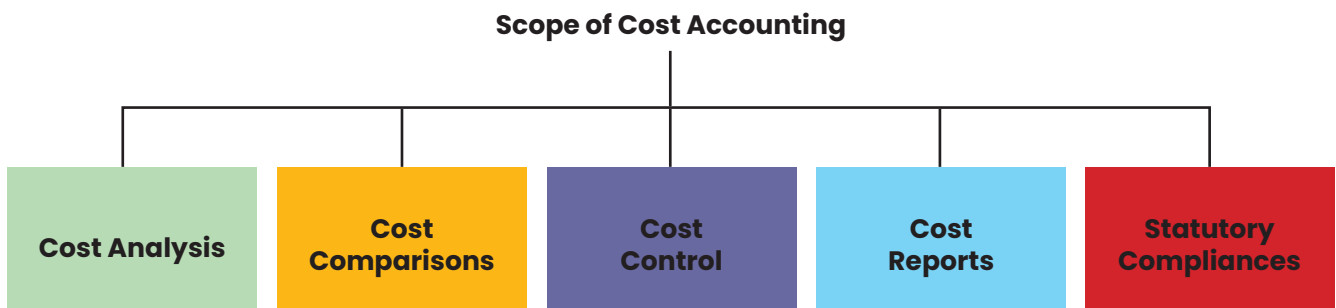 Scope of Cost Accounting
Cost Analysis
Cost
Comparisons
Cost
Control
Cost
Reports
Statutory
Compliances